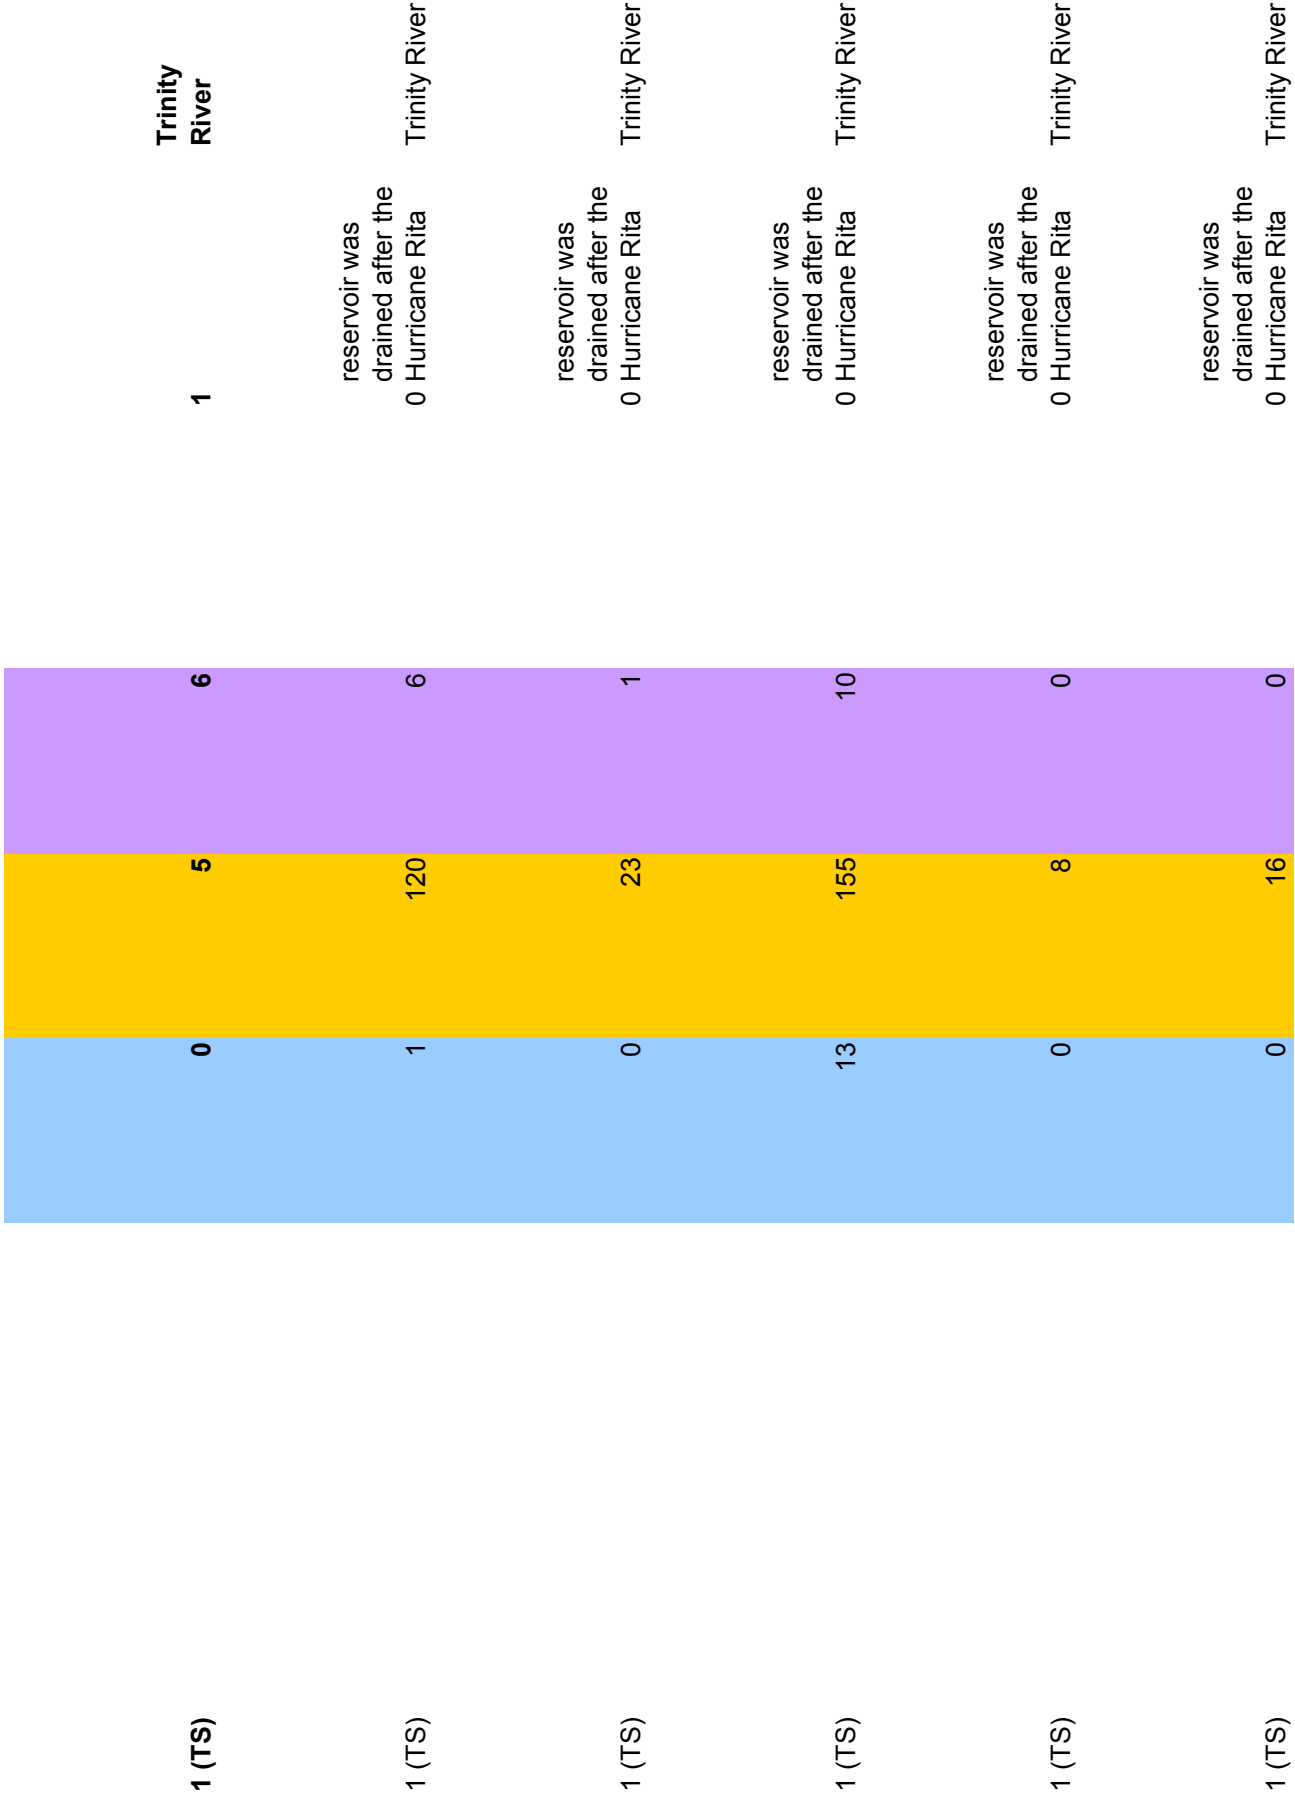 Trinity
1 (TS) 0 5 6 1 River
reservoir was
drained after the
1 (TS) 1 120 6 0 Hurricane Rita Trinity River
reservoir was
drained after the
1 (TS) 0 23 1 0 Hurricane Rita Trinity River
reservoir was
drained after the
1 (TS) 13 155 10 0 Hurricane Rita Trinity River
reservoir was
drained after the
1 (TS) 0 8 0 0 Hurricane Rita Trinity River
reservoir was
drained after the
1 (TS) 0 16 0 0 Hurricane Rita Trinity River